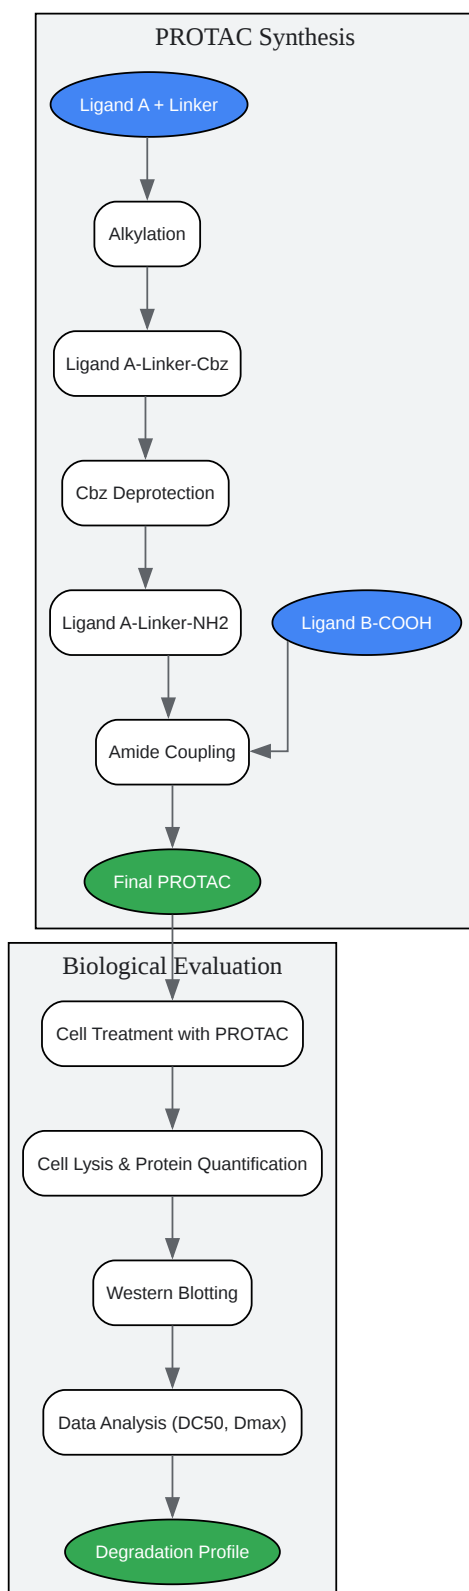 PROTAC Synthesis
Ligand A + Linker
Alkylation
Ligand A-Linker-Cbz
Cbz Deprotection
Ligand A-Linker-NH2
Ligand B-COOH
Amide Coupling
Final PROTAC
Biological Evaluation
Cell Treatment with PROTAC
Cell Lysis & Protein Quantification
Western Blotting
Data Analysis (DC50, Dmax)
Degradation Profile